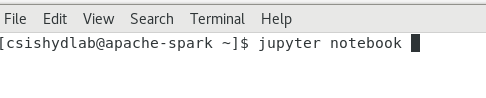 File Edit View Search Terminal Help
[csishydlab@apache-spark ~]$ jupyter notebook